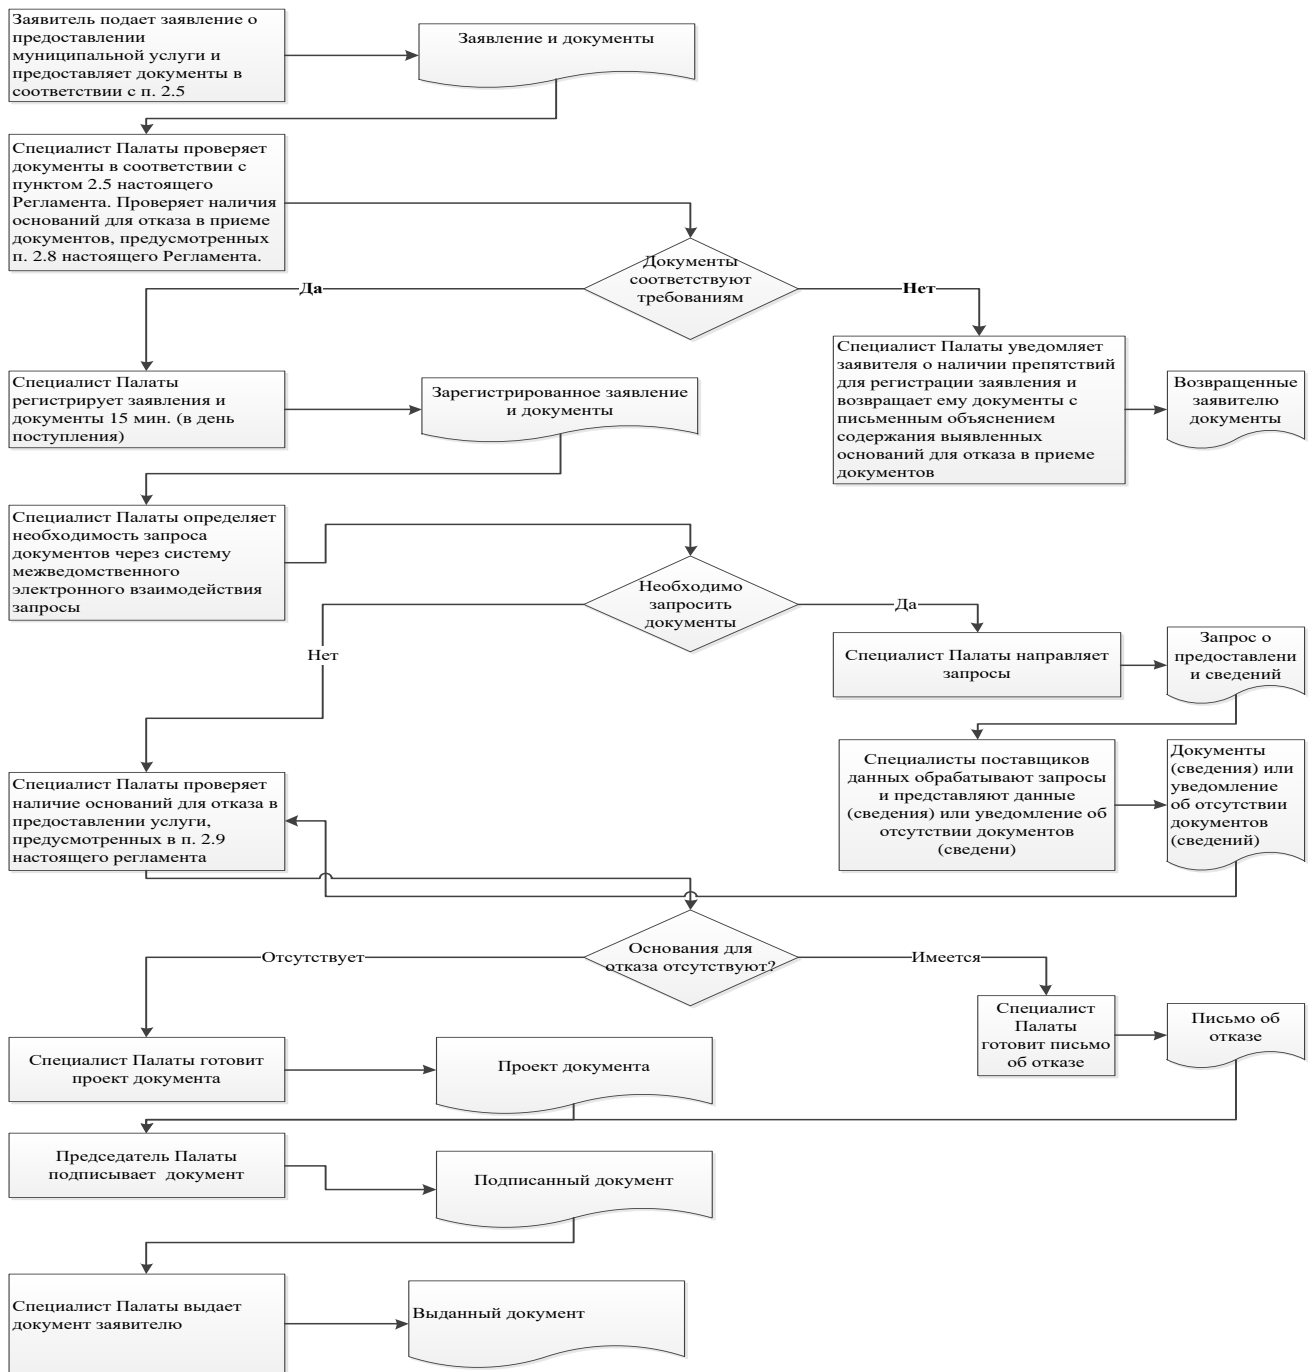 Заявитель подает заявление о
предоставлении
муниципальной услуги и
предоставляет документы в
соответствии с п. 2.5
Заявление и документы
Специалист Палаты проверяет
документы в соответствии с
пунктом 2.5 настоящего
Регламента. Проверяет наличия
оснований для отказа в приеме
документов, предусмотренных
п. 2.8 настоящего Регламента.
Документы
соответствуют
требованиям
Да
Нет
Специалист Палаты уведомляет
заявителя о наличии препятствий
для регистрации заявления и
возвращает ему документы с
письменным объяснением
содержания выявленных
оснований для отказа в приеме
документов
Возвращенные
заявителю
документы
Специалист Палаты
регистрирует заявления и
документы 15 мин. (в день
поступления)
Зарегистрированное заявление
и документы
Специалист Палаты определяет
необходимость запроса
документов через систему
межведомственного
электронного взаимодействия
запросы
Необходимо
запросить
документы
Да
Нет
Специалист Палаты направляет
запросы
Запрос о
предоставлени
и сведений
Специалисты поставщиков
данных обрабатывают запросы
и представляют данные
(сведения) или уведомление об
отсутствии документов
(сведени)
Документы
(сведения) или
уведомление
об отсутствии
документов
(сведений)
Специалист Палаты проверяет
наличие оснований для отказа в
предоставлении услуги,
предусмотренных в п. 2.9
настоящего регламента
Основания для
отказа отсутствуют?
Отсутствует
Имеется
Специалист
Палаты
готовит письмо
об отказе
Письмо об
отказе
Специалист Палаты готовит
проект документа
Проект документа
Председатель Палаты
подписывает  документ
Подписанный документ
Специалист Палаты выдает
документ заявителю
Выданный документ